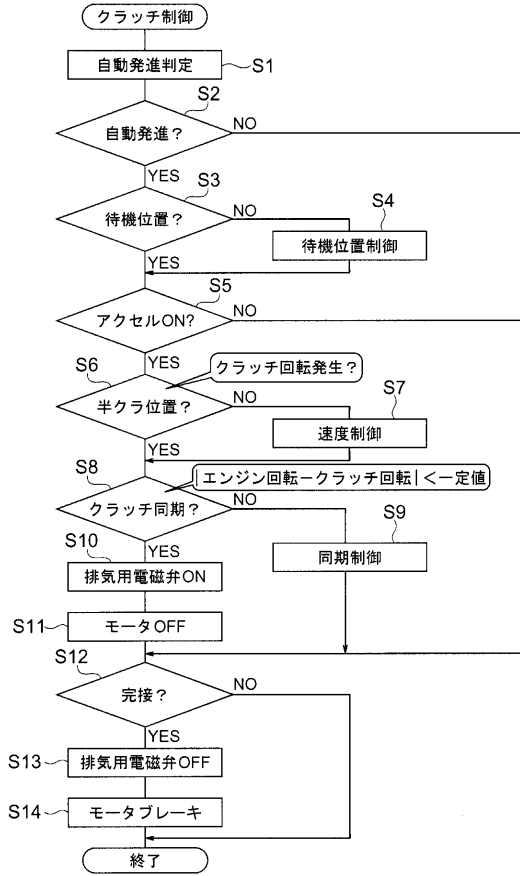 クラッチ制御
自動発進判定
S1
S2
自動発進？
NO
YES
S3
待機位置？
NO
S4
待機位置制御
YES
S5
アクセルON?
NO
YES
S6
クラッチ回転発生？
半クラ位置？
NO
S7
速度制御
YES
S8
|エンジン回転ークラッチ回転|<一定値
クラッチ同期？
NO
S9
同期制御
YES
S10
排気用電磁弁ON
S11
モータOFF
S12
完接？
NO
YES
S13
排気用電磁弁OFF
S14
モータブレーキ
終了